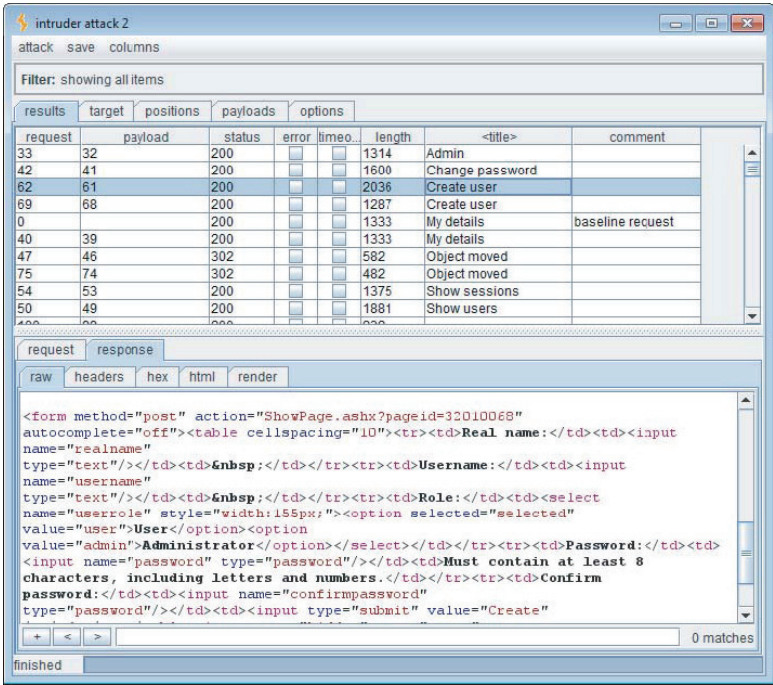 intruder attack 2
attack save columns
Filter: showing all items
results target positions payloads options
request payload status error timeo... length <title> comment
33 32 200 1314 Admin
42 41 200 1600 Change password
62 61 200 2036 Create user
69 68 200 1287 Create user
0 200 1333 My details baseline request
40 39 200 1333 My details
47 46 302 582 Object moved
75 74 302 482 Object moved
54 53 200 1375 Show sessions
50 49 200 1881 Show users
request response
raw headers hex html render
<form method="post" action="ShowPage.ashx?pageid=32010068"
autocomplete="off"><table cellspacing="10"><tr><td>Real name:</td><td><input
name="realname"
type="text"/></td><td>&nbsp;</td></tr><tr><td>Username:</td><td><input
name="username"
type="text"/></td><td>&nbsp;</td></tr><tr><td>Role:</td><td><select
name="userrole" style="width:155px;"><option selected="selected"
value="user">User</option><option
value="admin">Administrator</option></select></td></tr><tr><td>Password:</td><td>
<input name="password" type="password"/></td><td>Must contain at least 8
characters, including letters and numbers.</td></tr><tr><td>Confirm
password:</td><td><input name="confirmpassword"
type="password"/></td><td><input type="submit" value="Create"
+ < > 0 matches
finished